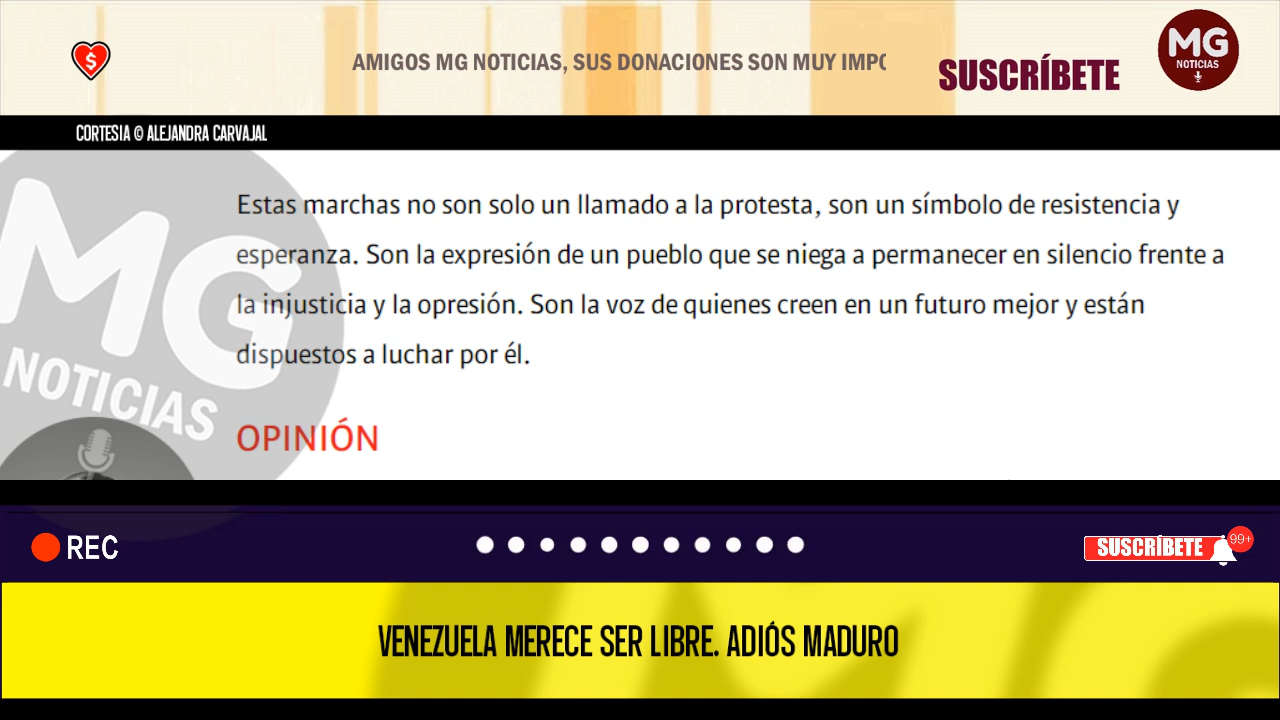 AMIGOS MG NOTICIAS, SUS DONACIONES SON MUY IMPO
SUSCRÍBETE
MG
NOTICIAS
CORTESIA © ALEJANDRA CARVAJAL
Estas marchas no son solo un llamado a la protesta, son un símbolo de resistencia y
esperanza. Son la expresión de un pueblo que se niega a permanecer en silencio frente a
la injusticia y la opresión. Son la voz de quienes creen en un futuro mejor y están
dispuestos a luchar por él.
MG
NOTICIAS
OPINIÓN
REC
SUSCRÍBETE
99+
VENEZUELA MERECE SER LIBRE. ADIÓS MADURO